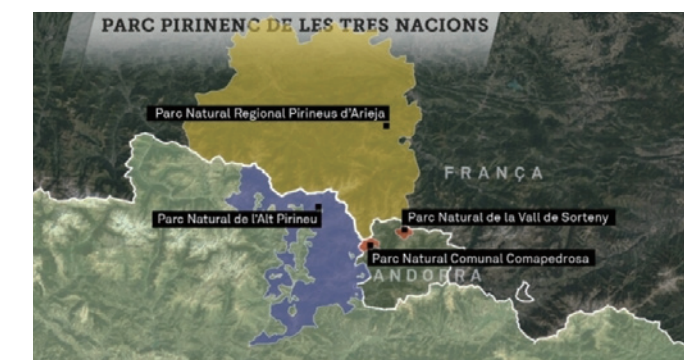 PARC PIRINENC DE LES TRES NACIONS
Parc Natural Regional Pirineus d'Arieja
FRANÇA
Parc Natural de l'Alt Pirineu
Parc Natural de la Vall de Sorteny
Parc Natural Comunal Comapedrosa
ANDORRA